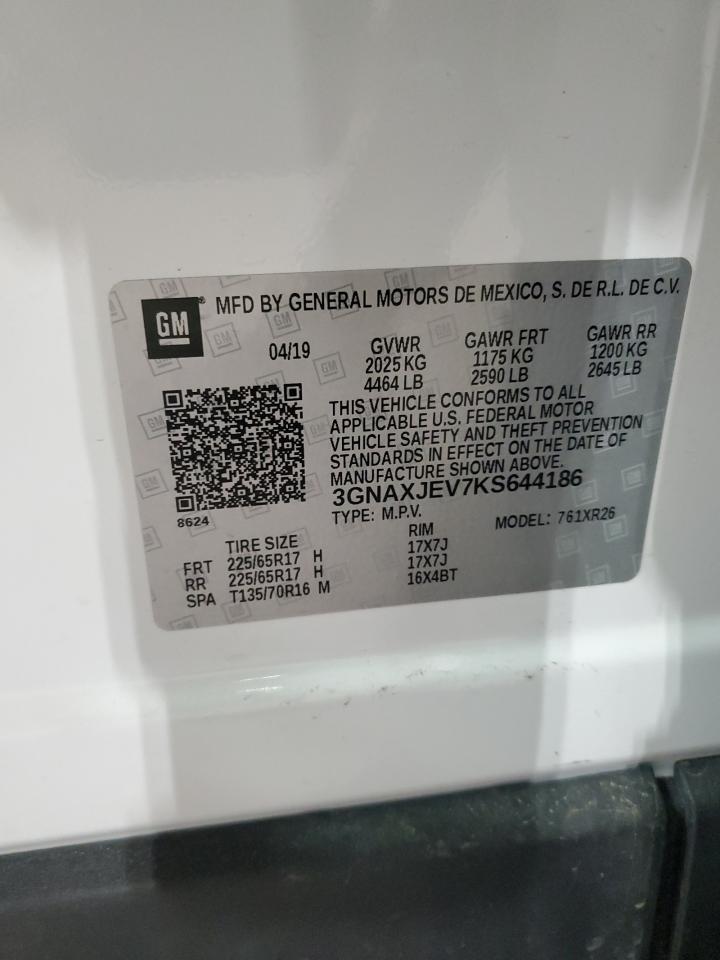 GM® MFD BY GENERAL MOTORS DE MEXICO, S. DE R.L. DE C.V.
04/19 GVWR GAWR FRT GAWR RR
2025 KG 1175 KG 1200 KG
4464 LB 2590 LB 2645 LB
THIS VEHICLE CONFORMS TO ALL
APPLICABLE U.S. FEDERAL MOTOR
VEHICLE SAFETY AND THEFT PREVENTION
STANDARDS IN EFFECT ON THE DATE OF
MANUFACTURE SHOWN ABOVE.
3GNAXJEV7KS644186
8624
TYPE: M.P.V. MODEL: 761XR26
TIRE SIZE RIM
FRT 225/65R17 H 17X7J
RR 225/65R17 H 17X7J
SPA T135/70R16 M 16X4BT